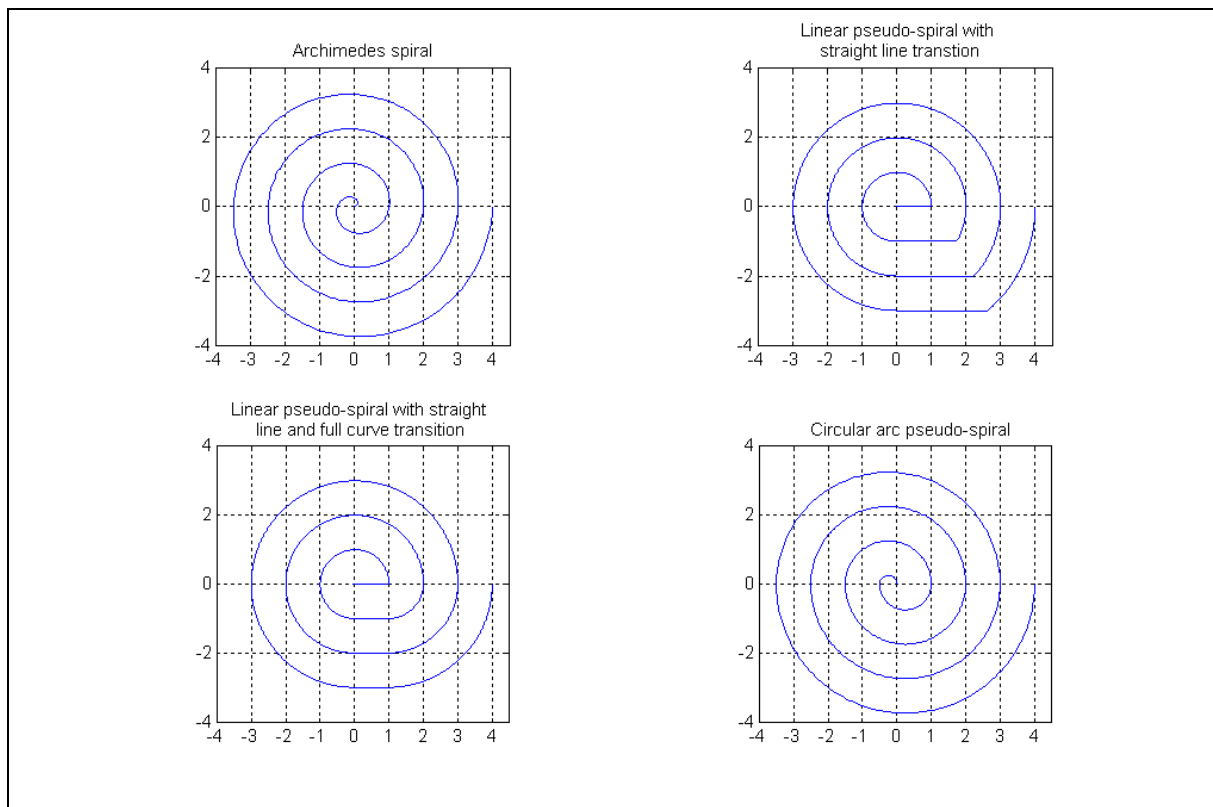 Archimedes spiral
4
2
0
-2
-4
-4 -3 -2 -1 0 1 2 3 4
Linear pseudo-spiral with
straight line transtion
4
2
0
-2
-4
-4 -3 -2 -1 0 1 2 3 4
Linear pseudo-spiral with straight
line and full curve transition
4
2
0
-2
-4
-4 -3 -2 -1 0 1 2 3 4
Circular arc pseudo-spiral
4
2
0
-2
-4
-4 -3 -2 -1 0 1 2 3 4